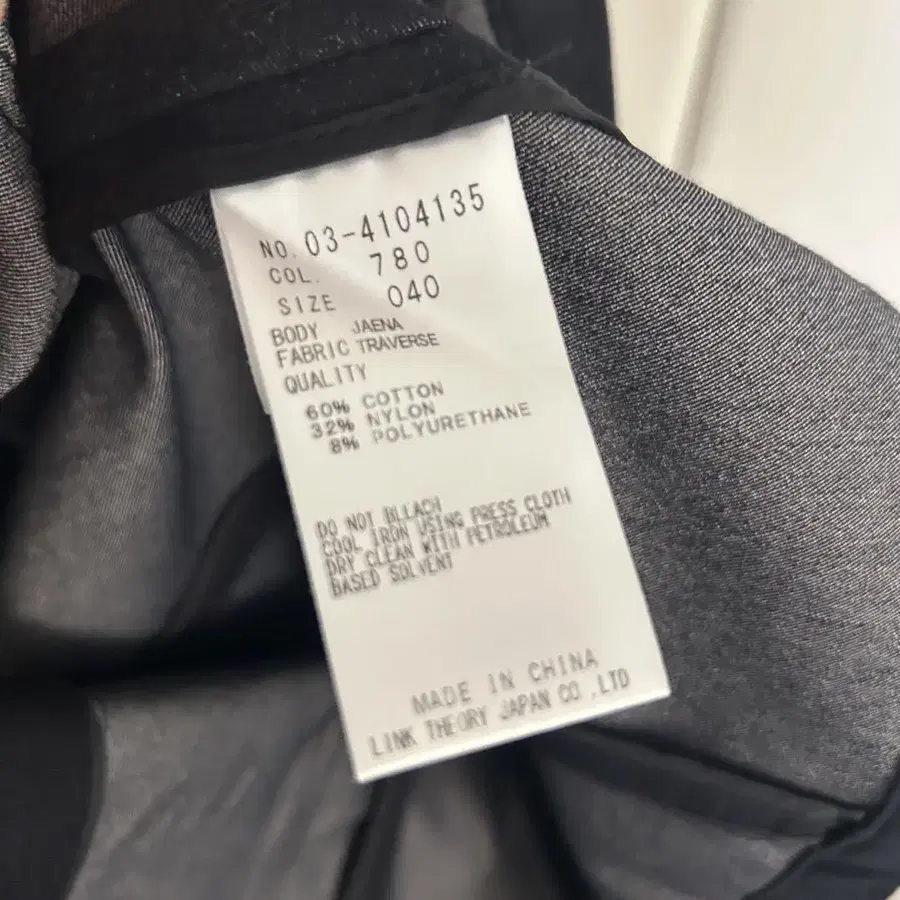 NO. 03-4104135
COL. 780
SIZE 040
BODY JAENA
FABRIC TRAVERSE
QUALITY
60% COTTON
32% NYLON
8% POLYURETHANE
DO NOT BLEACH
COOL IRON USING PRESS CLOTH
DRY CLEAN WITH PETROLEUM
BASED SOLVENT
MADE IN CHINA
LINK THEORY JAPAN CO.,LTD